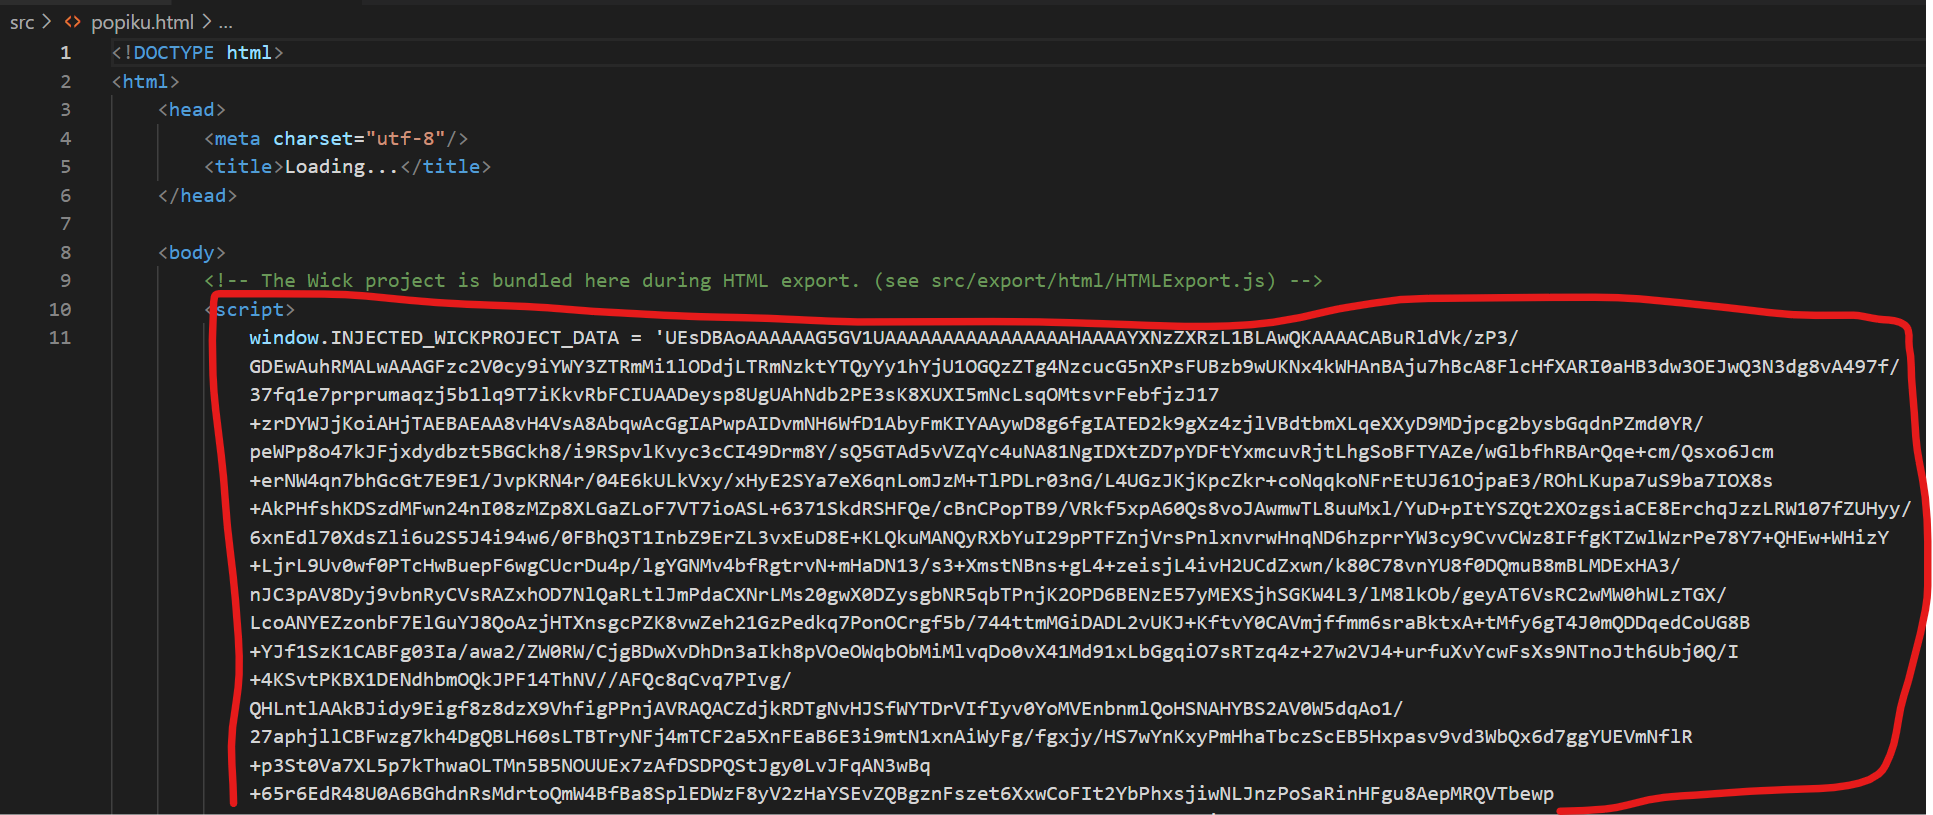 src > <> popiku.html > ...
1 <!DOCTYPE html>
2 <html>
3 <head>
4 <meta charset="utf-8"/>
5 <title>Loading...</title>
6 </head>
7
8 <body>
9 <!-- The Wick project is bundled here during HTML export. (see src/export/html/HTMLExport.js) -->
10 <script>
11 window.INJECTED_WICKPROJECT_DATA = 'UEsDBAoAAAAAAG5GV1UAAAAAAAAAAAAAAAAHAAAAYXNzZXRzL1BLAwQKAAAACABuRldVk/zP3/
GDEwAuhRMALwAAAGFzc2V0cy9iYWY3ZTRmMi1lODdjLTRmNzktYTQyYy1hYjU1OGQzZTg4NzcucG5nXPsFUBzb9wUKNx4kWHAnBAju7hBcA8FlcHfXARI0aHB3dw3OEJwQ3N3dg8vA497f/
37fq1e7prprumaqzj5b1lq9T7iKkvRbFCIUAADeysp8UgUAhNdb2PE3sK8XUXI5mNcLsqOMtsvrFebfjzJ17
+zrDYWJjKoiAHjTAEBAEAA8vH4VsA8AbqwAcGgIAPwpAIDvmNH6WfD1AbyFmKIYAAywD8g6fgIATED2k9gXz4zjlVBdtbmXLqeXXyD9MDjpcg2bysbGqdnPZmd0YR/
peWPp8o47kJFjxdydbzt5BGCkh8/i9RSpvlKvyc3cCI49Drm8Y/sQ5GTAd5vVZqYc4uNA81NgIDXtZD7pYDFtYxmcuvRjtLhgSoBFTYAZe/wGlbfhRBArQqe+cm/Qsxo6Jcm
+erNW4qn7bhGcGt7E9E1/JvpKRN4r/04E6kULkVxy/xHyE2SYa7eX6qnLomJzM+TlPDLr03nG/L4UGzJKjKpcZkr+coNqqkoNFrEtUJ61OjpaE3/ROhLKupa7uS9ba7IOX8s
+AkPHfshKDSzdMFwn24nI08zMZp8XLGaZLoF7VT7ioASL+6371SkdRSHFQe/cBnCPopTB9/VRkf5xpA60Qs8voJAwmwTL8uuMxl/YuD+pItYSZQt2XOzgsiaCE8ErchqJzzLRW107fZUHyy/
6xnEdl70XdsZli6u2S5J4i94w6/0FBhQ3T1InbZ9ErZL3vxEuD8E+KLQkuMANQyRXbYuI29pPTFZnjVrsPnlxnvrwHnqND6hzprrYW3cy9CvvCWz8IFfgKTZwlWzrPe78Y7+QHEw+WHizY
+LjrL9Uv0wf0PTcHwBuepF6wgCUcrDu4p/lgYGNMv4bfRgtrvN+mHaDN13/s3+XmstNBns+gL4+zeisjL4ivH2UCdZxwn/k80C78vnYU8f0DQmuB8mBLMDExHA3/
nJC3pAV8Dyj9vbnRyCVsRAZxhOD7NlQaRLtlJmPdaCXNrLMs20gwX0DZysgbNR5qbTPnjK2OPD6BENzE57yMEXSjhSGKW4L3/lM8lkOb/geyAT6VsRC2wMW0hWLzTGX/
LcoANYEZzonbF7ElGuYJ8QoAzjHTXnsgcPZK8vwZeh21GzPedkq7PonOCrgf5b/744ttmMGiDADL2vUKJ+KftvY0CAVmjffmm6sraBktxA+tMfy6gT4J0mQDDqedCoUG8B
+YJf1SzK1CABFg03Ia/awa2/ZW0RW/CjgBDwXvDhDn3aIkh8pVOeOWqbObMiMlvqDo0vX41Md91xLbGgqiO7sRTzq4z+27w2VJ4+urfuXvYcwFsXs9NTnoJth6Ubj0Q/I
+4KSvtPKBX1DENdhbmOQkJPF14ThNV//AFQc8qCvq7PIvg/
QHLntlAAkBJidy9Eigf8z8dzX9VhfigPPnjAVRAQACZdjkRDTgNvHJSfWYTDrVIfIyv0YoMVEnbnmlQoHSNAHYBS2AV0W5dqAo1/
27aphjllCBFwzg7kh4DgQBLH60sLTBTryNFj4mTCF2a5XnFEaB6E3i9mtN1xnAiWyFg/fgxjy/HS7wYnKxyPmHhaTbczScEB5Hxpasv9vd3WbQx6d7ggYUEVmNflR
+p3St0Va7XL5p7kThwaOLTMn5B5NOUUEx7zAfDSDPQStJgy0LvJFqAN3wBq
+65r6EdR48U0A6BGhdnRsMdrtoQmW4BfBa8SplEDWzF8yV2zHaYSEvZQBgznFszet6XxwCoFIt2YbPhxsjiwNLJnzPoSaRinHFgu8AepMRQVTbewp